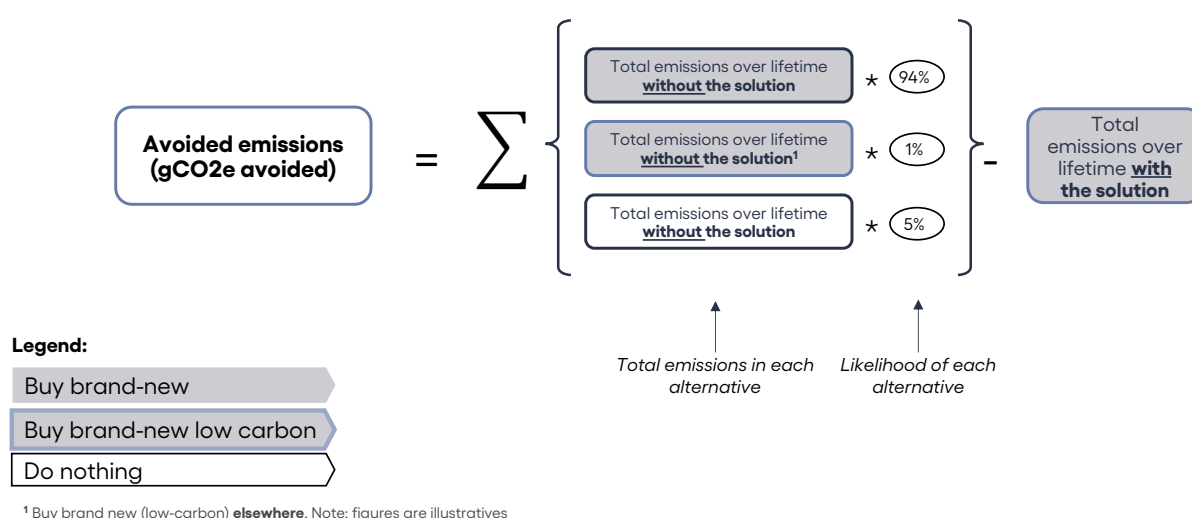 Total emissions over lifetime
without the solution
*
94%
Avoided emissions
(gCO2e avoided)
=
∑
Total emissions over lifetime
without the solution¹
*
1%
-
Total
emissions over
lifetime with
the solution
Total emissions over lifetime
without the solution
*
5%
Total emissions in each
alternative
Likelihood of each
alternative
Legend:
Buy brand-new
Buy brand-new low carbon
Do nothing
¹ Buy brand new (low-carbon) elsewhere. Note: figures are illustratives